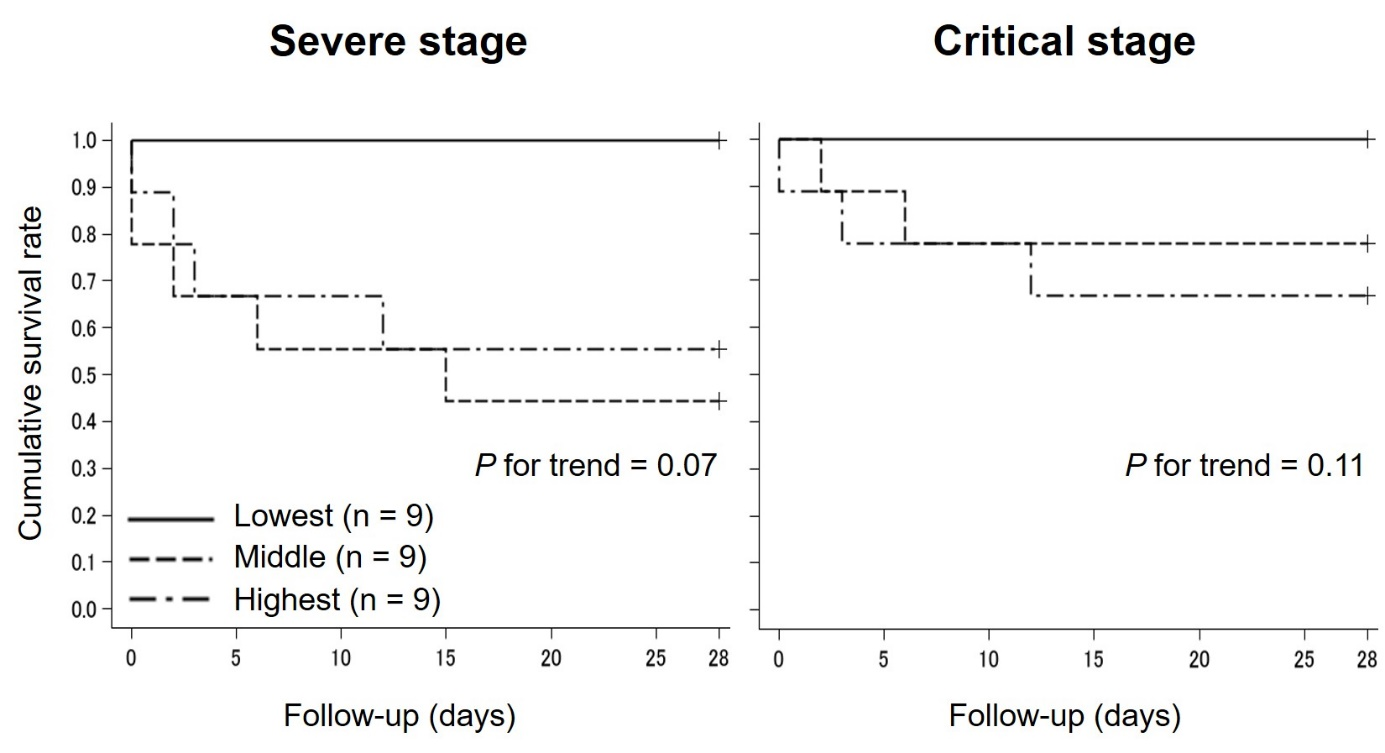 Severe stage
Critical stage
Cumulative survival rate
1.0
0.9
0.8
0.7
0.6
0.5
0.4
0.3
0.2
0.1
0.0
P for trend = 0.07
Lowest (n = 9)
Middle (n = 9)
Highest (n = 9)
0 5 10 15 20 25 28
Follow-up (days)
P for trend = 0.11
0 5 10 15 20 25 28
Follow-up (days)